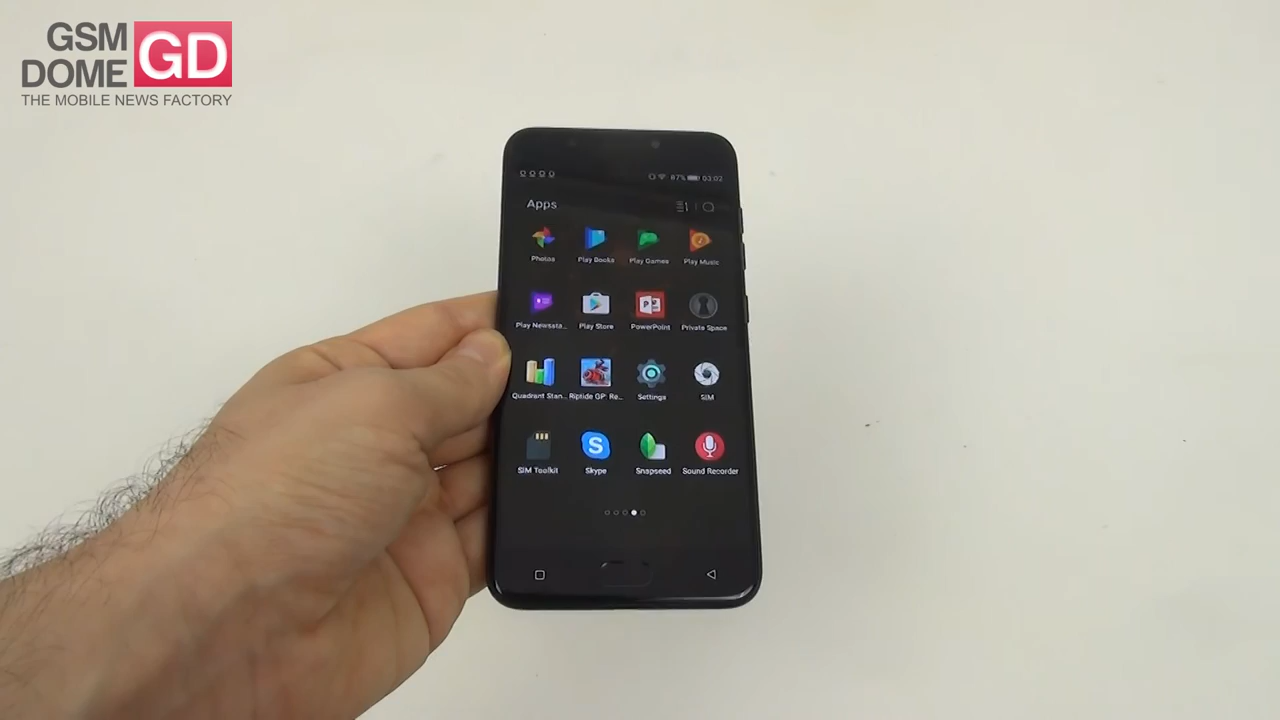 GSM
DOME
GD
THE MOBILE NEWS FACTORY
87% 03:02
Apps
Photos Play Books Play Games Play Music
Play Newssta... Play Store PowerPoint Private Space
Quadrant Stan... Riptide GP: Re... Settings SIM
SIM Toolkit Skype Snapseed Sound Recorder